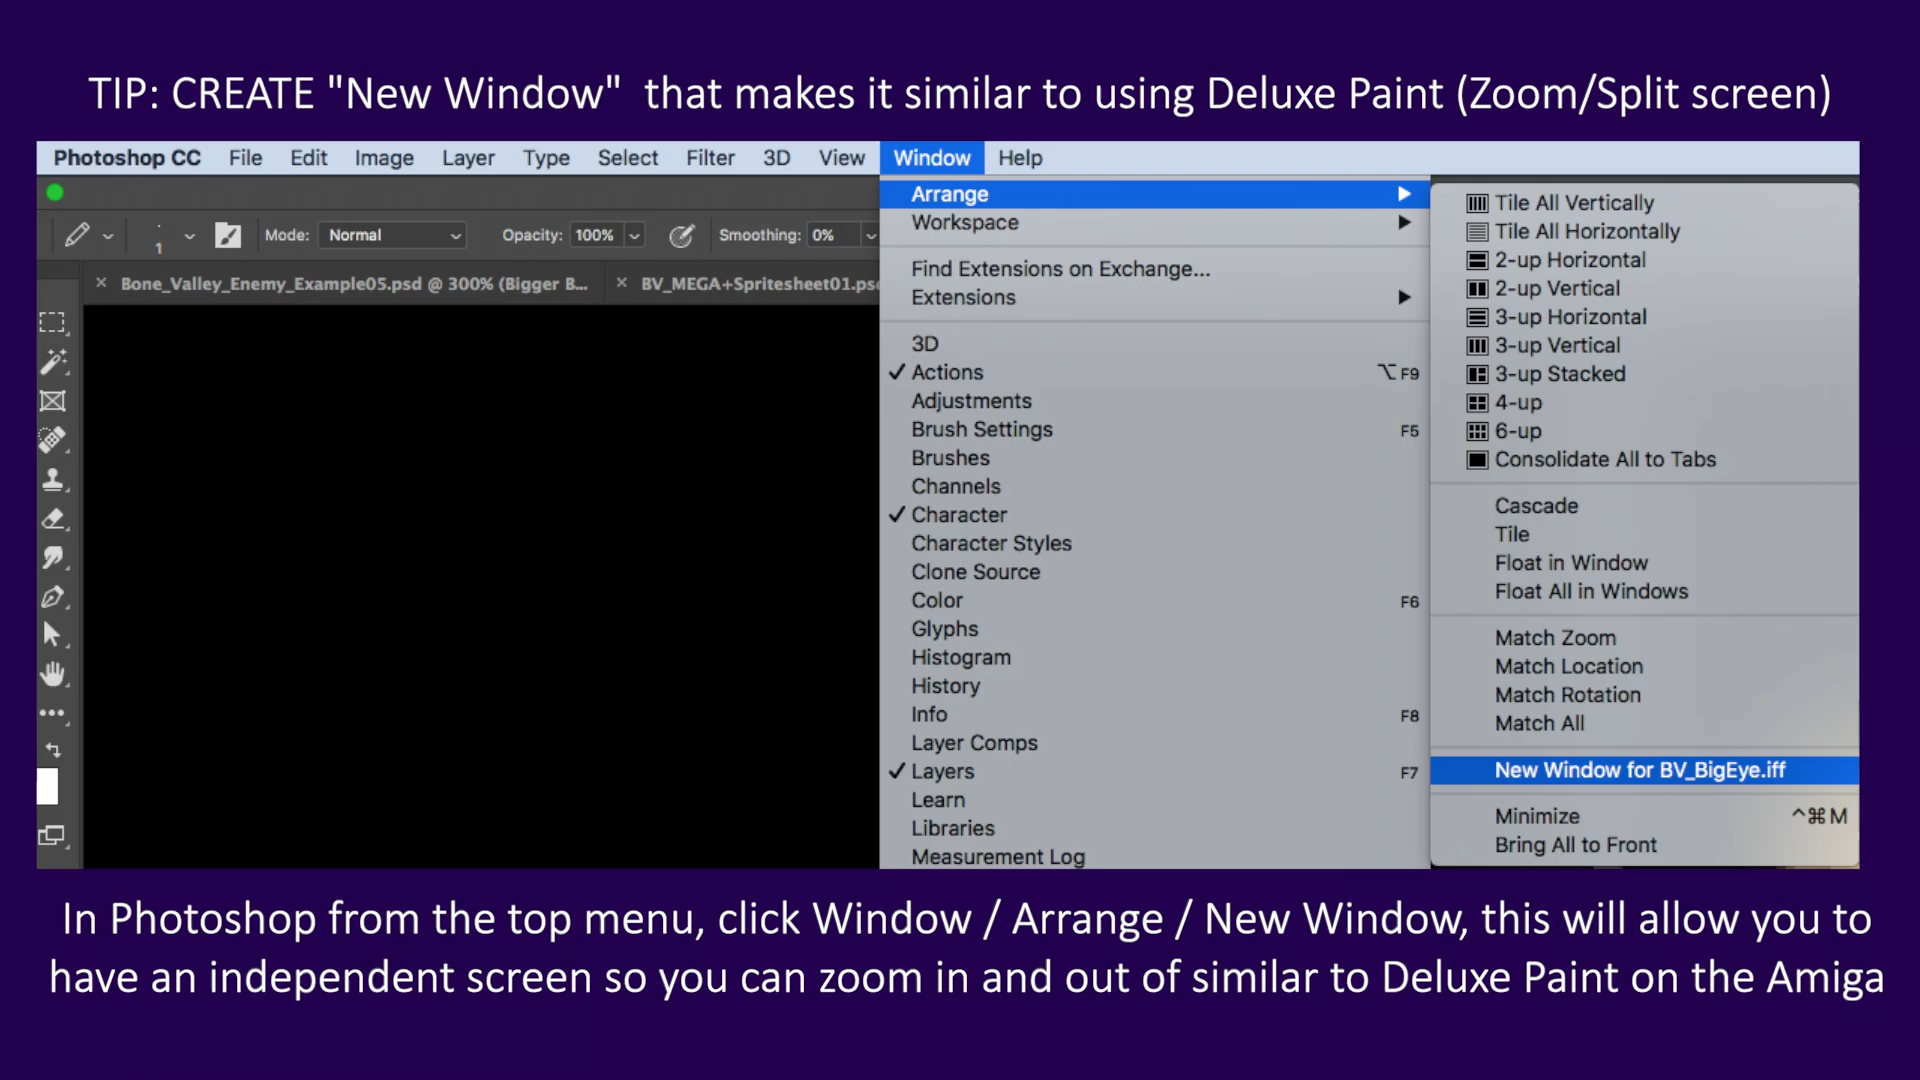 TIP: CREATE "New Window"  that makes it similar to using Deluxe Paint (Zoom/Split screen)
Photoshop CC File Edit Image Layer Type Select Filter 3D View Window Help
1 Mode: Normal Opacity: 100% Smoothing: 0%
Bone_Valley_Enemy_Example05.psd @ 300% (Bigger B... BV_MEGA+Spritesheet01.ps
Arrange
Workspace
Find Extensions on Exchange...
Extensions
3D
Actions ⌥ F9
Adjustments
Brush Settings F5
Brushes
Channels
Character
Character Styles
Clone Source
Color F6
Glyphs
Histogram
History
Info F8
Layer Comps
Layers F7
Learn
Libraries
Measurement Log
Tile All Vertically
Tile All Horizontally
2-up Horizontal
2-up Vertical
3-up Horizontal
3-up Vertical
3-up Stacked
4-up
6-up
Consolidate All to Tabs
Cascade
Tile
Float in Window
Float All in Windows
Match Zoom
Match Location
Match Rotation
Match All
New Window for BV_BigEye.iff
Minimize ^⌘M
Bring All to Front
In Photoshop from the top menu, click Window / Arrange / New Window, this will allow you to
have an independent screen so you can zoom in and out of similar to Deluxe Paint on the Amiga